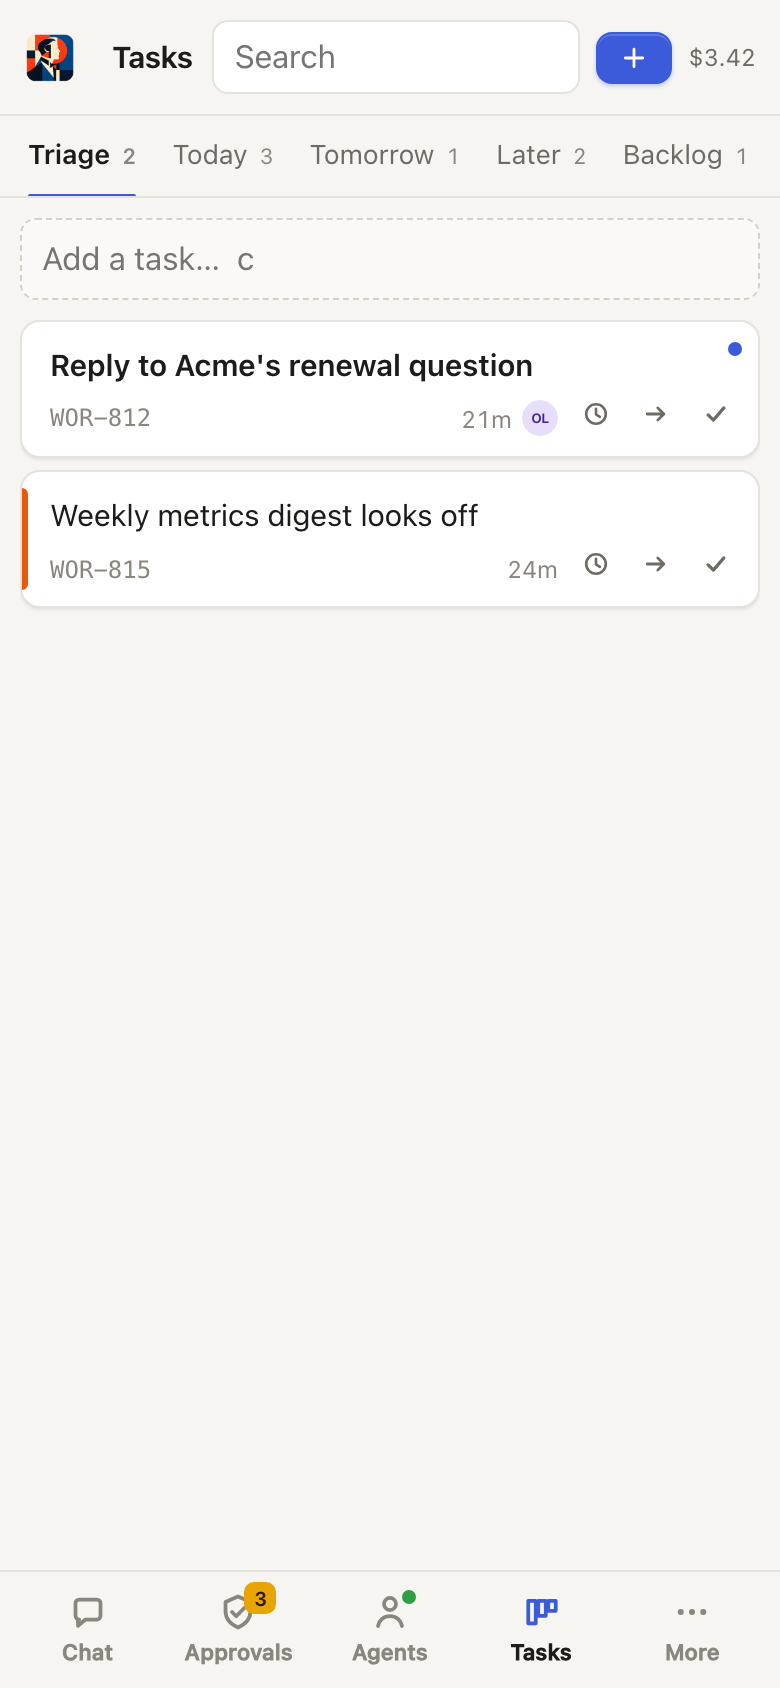 Tasks Search + $3.42
Triage 2 Today 3 Tomorrow 1 Later 2 Backlog 1
Add a task... c
Reply to Acme's renewal question
WOR-812 21m OL
Weekly metrics digest looks off
WOR-815 24m
3
Chat Approvals Agents Tasks More